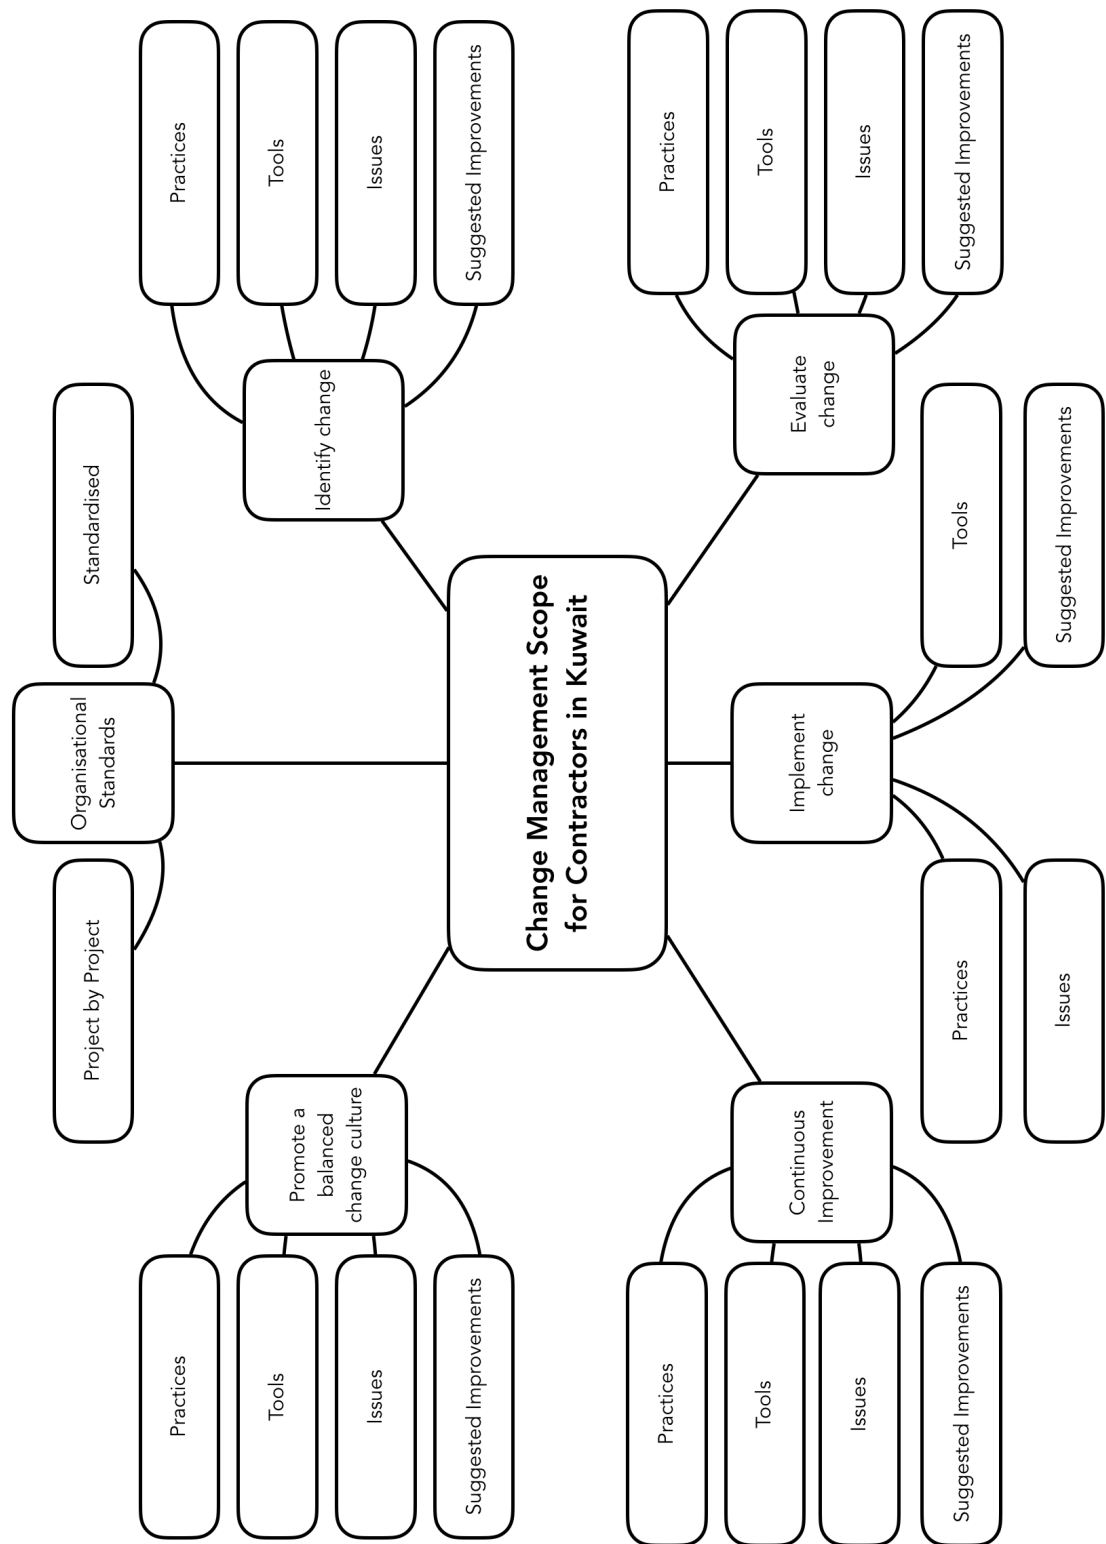 Project by Project
Organisational
Standards
Standardised
Promote a
balanced
change culture
Practices
Tools
Issues
Suggested Improvements
Identify change
Practices
Tools
Issues
Suggested Improvements
Change Management Scope
for Contractors in Kuwait
Continuous
Improvement
Practices
Tools
Issues
Suggested Improvements
Implement
change
Practices
Tools
Issues
Suggested Improvements
Evaluate
change
Practices
Tools
Issues
Suggested Improvements